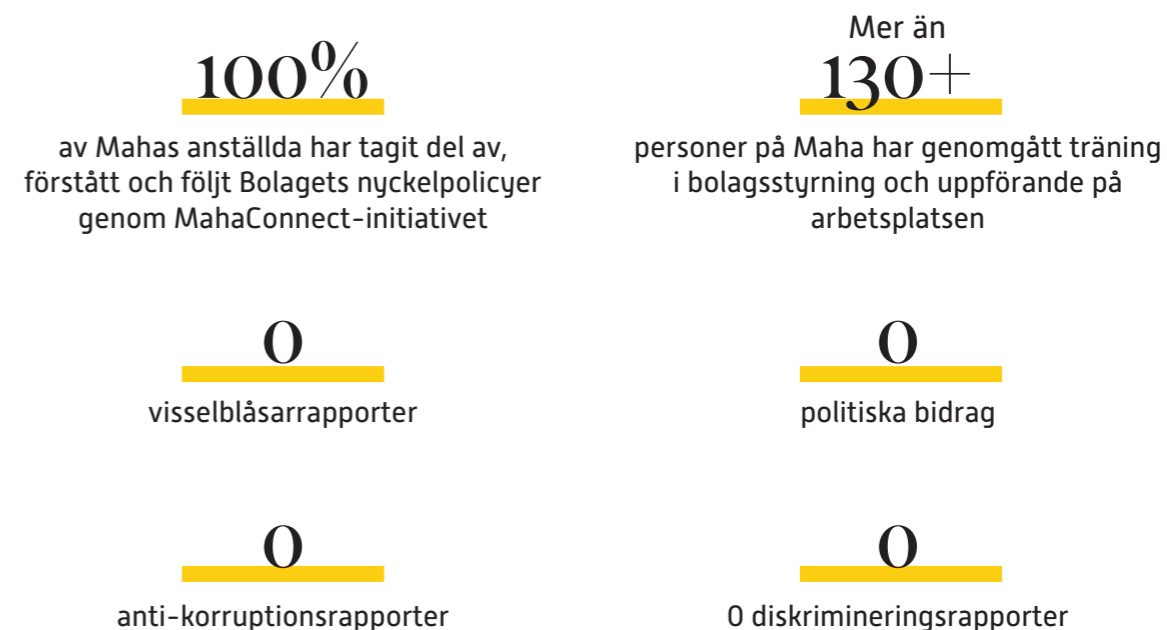 100%
av Mahas anställda har tagit del av,
förstått och följt Bolagets nyckelpolicyer
genom MahaConnect-initiativet
Mer än
130+
personer på Maha har genomgått träning
i bolagsstyrning och uppförande på
arbetsplatsen
0
visselblåsarrapporter
0
politiska bidrag
0
anti-korruptionsrapporter
0
0 diskrimineringsrapporter